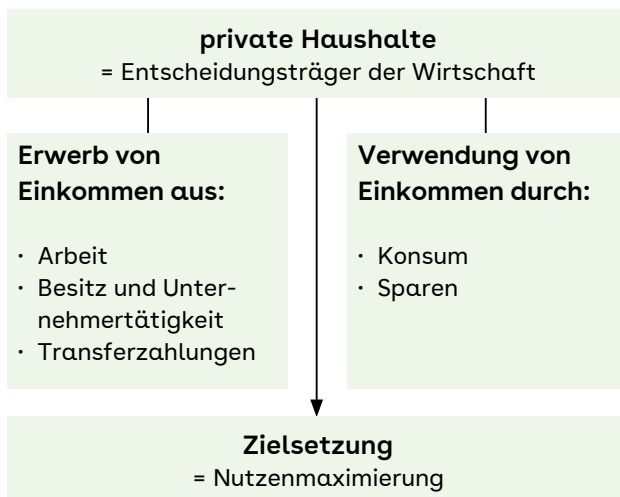 private Haushalte
= Entscheidungsträger der Wirtschaft
Erwerb von
Einkommen aus:
· Arbeit
· Besitz und Unter-
nehmertätigkeit
· Transferzahlungen
Verwendung von
Einkommen durch:
· Konsum
· Sparen
Zielsetzung
= Nutzenmaximierung